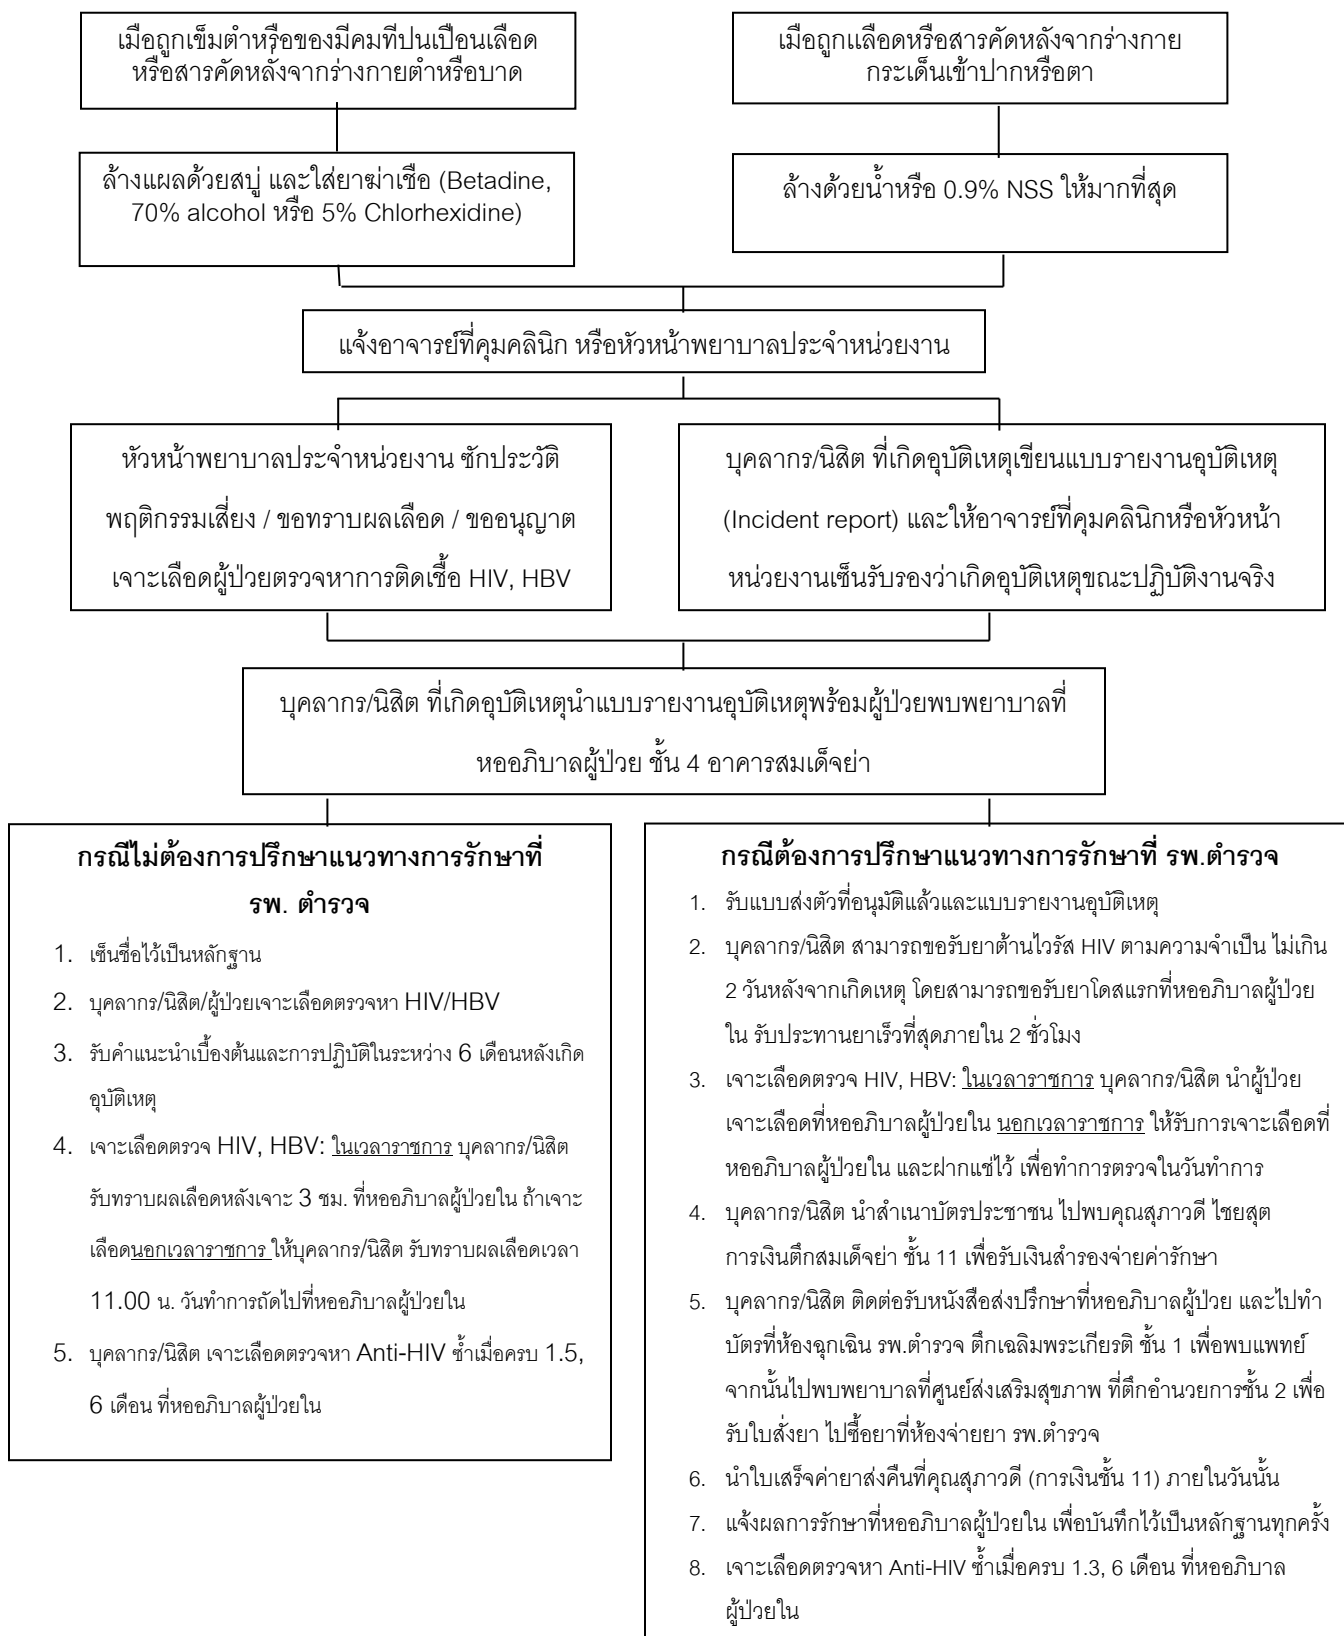 เมื่อถูกเข็มตำหรือของมีคมที่ปนเปื้อนเลือด
หรือสารคัดหลั่งจากร่างกายตำหรือบาด
เมื่อถูกเเลือดหรือสารคัดหลั่งจากร่างกาย
กระเด็นเข้าปากหรือตา
ล้างแผลด้วยสบู่ และใส่ยาฆ่าเชื้อ (Betadine,
70% alcohol หรือ 5% Chlorhexidine)
ล้างด้วยน้ำหรือ 0.9% NSS ให้มากที่สุด
แจ้งอาจารย์ที่คุมคลินิก หรือหัวหน้าพยาบาลประจำหน่วยงาน
หัวหน้าพยาบาลประจำหน่วยงาน ซักประวัติ
พฤติกรรมเสี่ยง / ขอทราบผลเลือด / ขออนุญาต
เจาะเลือดผู้ป่วยตรวจหาการติดเชื้อ HIV, HBV
บุคลากร/นิสิต ที่เกิดอุบัติเหตุเขียนแบบรายงานอุบัติเหตุ
(Incident report) และให้อาจารย์ที่คุมคลินิกหรือหัวหน้า
หน่วยงานเซ็นรับรองว่าเกิดอุบัติเหตุขณะปฏิบัติงานจริง
บุคลากร/นิสิต ที่เกิดอุบัติเหตุนำแบบรายงานอุบัติเหตุพร้อมผู้ป่วยพบพยาบาลที่
หออภิบาลผู้ป่วย ชั้น 4 อาคารสมเด็จย่า
กรณีไม่ต้องการปรึกษาแนวทางการรักษาที่
รพ. ตำรวจ
1. เซ็นชื่อไว้เป็นหลักฐาน
2. บุคลากร/นิสิต/ผู้ป่วยเจาะเลือดตรวจหา HIV/HBV
3. รับคำแนะนำเบื้องต้นและการปฏิบัติในระหว่าง 6 เดือนหลังเกิด
อุบัติเหตุ
4. เจาะเลือดตรวจ HIV, HBV: ในเวลาราชการ บุคลากร/นิสิต
รับทราบผลเลือดหลังเจาะ 3 ชม. ที่หออภิบาลผู้ป่วยใน ถ้าเจาะ
เลือดนอกเวลาราชการ ให้บุคลากร/นิสิต รับทราบผลเลือดเวลา
11.00 น. วันทำการถัดไปที่หออภิบาลผู้ป่วยใน
5. บุคลากร/นิสิต เจาะเลือดตรวจหา Anti-HIV ซ้ำเมื่อครบ 1.5,
6 เดือน ที่หออภิบาลผู้ป่วยใน
กรณีต้องการปรึกษาแนวทางการรักษาที่ รพ.ตำรวจ
1. รับแบบส่งตัวที่อนุมัติแล้วและแบบรายงานอุบัติเหตุ
2. บุคลากร/นิสิต สามารถขอรับยาต้านไวรัส HIV ตามความจำเป็น ไม่เกิน
2 วันหลังจากเกิดเหตุ โดยสามารถขอรับยาโดสแรกที่หออภิบาลผู้ป่วย
ใน รับประทานยาเร็วที่สุดภายใน 2 ชั่วโมง
3. เจาะเลือดตรวจ HIV, HBV: ในเวลาราชการ บุคลากร/นิสิต นำผู้ป่วย
เจาะเลือดที่หออภิบาลผู้ป่วยใน นอกเวลาราชการ ให้รับการเจาะเลือดที่
หออภิบาลผู้ป่วยใน และฝากแช่ไว้ เพื่อทำการตรวจในวันทำการ
4. บุคลากร/นิสิต นำสำเนาบัตรประชาชน ไปพบคุณสุภาวดี ไชยสุต
การเงินตึกสมเด็จย่า ชั้น 11 เพื่อรับเงินสำรองจ่ายค่ารักษา
5. บุคลากร/นิสิต ติดต่อรับหนังสือส่งปรึกษาที่หออภิบาลผู้ป่วย และไปทำ
บัตรที่ห้องฉุกเฉิน รพ.ตำรวจ ตึกเฉลิมพระเกียรติ ชั้น 1 เพื่อพบแพทย์
จากนั้นไปพบพยาบาลที่ศูนย์ส่งเสริมสุขภาพ ที่ตึกอำนวยการชั้น 2 เพื่อ
รับใบสั่งยา ไปซื้อยาที่ห้องจ่ายยา รพ.ตำรวจ
6. นำใบเสร็จค่ายาส่งคืนที่คุณสุภาวดี (การเงินชั้น 11) ภายในวันนั้น
7. แจ้งผลการรักษาที่หออภิบาลผู้ป่วยใน เพื่อบันทึกไว้เป็นหลักฐานทุกครั้ง
8. เจาะเลือดตรวจหา Anti-HIV ซ้ำเมื่อครบ 1.3, 6 เดือน ที่หออภิบาล
ผู้ป่วยใน